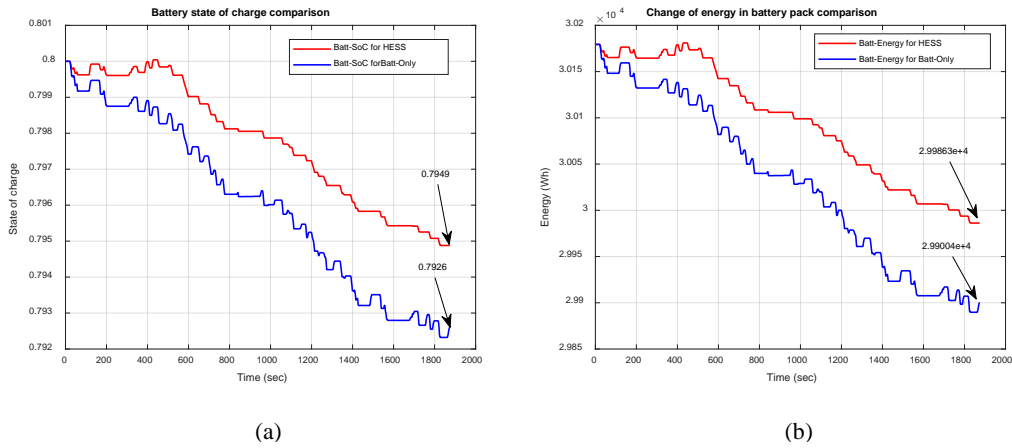 Battery state of charge comparison
Batt-SoC for HESS
Batt-SoC forBatt-Only
0.801
0.8
0.799
0.798
0.797
0.796
0.795
0.794
0.793
0.792
State of charge
0.7949
0.7926
0 200 400 600 800 1000 1200 1400 1600 1800 2000
Time (sec)
(a)
× 10 4
Change of energy in battery pack comparison
Batt-Energy for HESS
Batt-Energy for Batt-Only
3.02
3.015
3.01
3.005
3
2.995
2.99
2.985
Energy (Wh)
2.99863e+4
2.99004e+4
0 200 400 600 800 1000 1200 1400 1600 1800 2000
Time (sec)
(b)